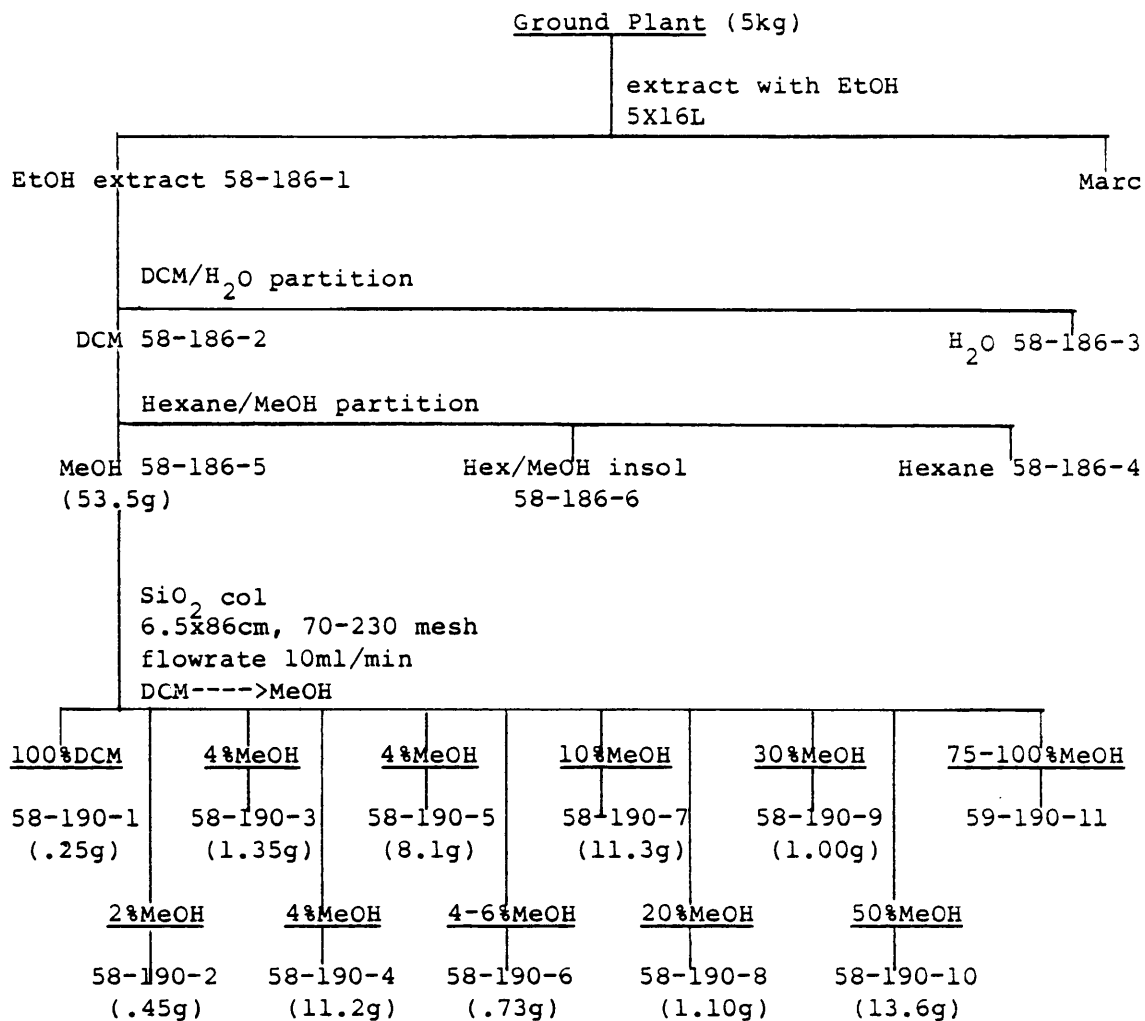 Ground Plant (5kg)
extract with EtOH
5X16L
EtOH extract 58-186-1
Marc
DCM/H2O partition
DCM 58-186-2
H2O 58-186-3
Hexane/MeOH partition
MeOH 58-186-5
(53.5g)
Hex/MeOH insol
58-186-6
Hexane 58-186-4
SiO2 col
6.5x86cm, 70-230 mesh
flowrate 10ml/min
DCM---->MeOH
100%DCM
4%MeOH
4%MeOH
10%MeOH
30%MeOH
75-100%MeOH
58-190-1
58-190-3
58-190-5
58-190-7
58-190-9
59-190-11
(.25g)
(1.35g)
(8.1g)
(11.3g)
(1.00g)
2%MeOH
4%MeOH
4-6%MeOH
20%MeOH
50%MeOH
58-190-2
58-190-4
58-190-6
58-190-8
58-190-10
(.45g)
(11.2g)
(.73g)
(1.10g)
(13.6g)